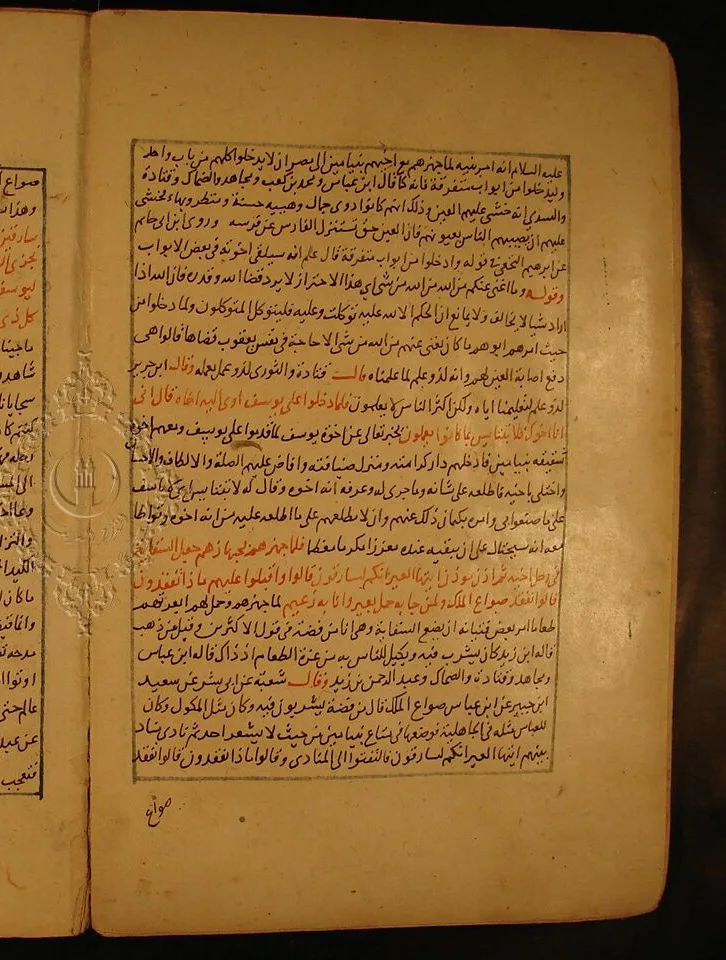 عليه السلام انه امر بنيه لما جهزهم مع اخيهم بنيامين الى مصر ان لا يدخلوا كلهم من باب واحد
وليدخلوا من ابواب متفرقة فانه كما قال ابن عباس ومحمد بن كعب ومجاهد والضحاك وقتادة
والسدي انه خشي عليهم العين وذلك انهم كانوا ذوي جمال وهيئة حسنة ومنظر وبهاء فخشي
عليهم ان يصيبهم الناس بعيونهم فان العين حق تستنزل الفارس عن فرسه وروى ابن ابي حاتم
عن ابرهيم النخعي في قوله وادخلوا من ابواب متفرقة قال علم انه سيلقى اخوته في بعض الابواب
وقوله وما اغنى عنكم من الله من شي اي هذا الاحتراز لا يرد قضا الله وقدره فان الله اذا
اراد شيا لا يخالف ولا يمانع ان الحكم الا لله عليه توكلت وعليه فليتوكل المتوكلون ولما دخلوا من
حيث امرهم ابوهم ما كان يغنى عنهم من الله من شي الا حاجة في نفس يعقوب قضاها قالوا هي
دفع اصابة العين لهم وانه لذو علم لما علمناه قالت قتادة والثوري لذو عمل بعلمه وقال ابن جرير
لذو علم لتعليمنا اياه ولكن اكثر الناس لا يعلمون فلما دخلوا على يوسف اوى اليه اخاه قال اني
انا اخوك فلا تبتئس بما كانوا يعملون يخبر تعالى عن اخوة يوسف لما قدموا على يوسف ومعهم اخوه
شقيقه بنيامين فادخلهم دار كرامته ومنزل ضيافته وافاض عليهم الصلة والالطاف والاحسان
واختلى باخيه فاطلعه على شانه وما جرى له وعرفه انه اخوه وقال له لا تبتئس اي لا تاسف
على ما صنعوا بي وامره بكتمان ذلك عنهم وان لا يطلعهم على ما اطلعه عليه من انه اخوه وتواطا
معه انه سيحتال على ان يبقيه عنده معززا مكرما معظما فلما جهزهم بجهازهم جعل السقاية
في رحل اخيه ثم اذن موذن ايتها العير انكم لسارقون قالوا واقبلوا عليهم ماذا تفقدون
قالوا نفقد صواع الملك ولمن جا به حمل بعير وانا به زعيم لما جهزهم وحمل لهم ابعرتهم
طعاما امر بعض فتيانه ان يضع السقاية وهي اناء من فضة في قول الاكثرين وقيل من ذهب
قاله ابن زيد كان يشرب فيه ويكيل للناس به من عزة الطعام اذ ذاك قاله ابن عباس
ومجاهد وقتادة والضحاك وعبد الرحمن بن زيد وقال شعبة عن ابي بشر عن سعيد
ابن جبير عن ابن عباس صواع الملك قال من فضة يشربون فيه وكان مثل المكوك وكان
للعباس مثله في الجاهلية فوضعها في متاع بنيامين من حيث لا يشعر احد ثم نادى مناد
بينهم ايتها العير انكم لسارقون فالتفتوا الى المنادي وقالوا ماذا تفقدون قالوا نفقد
صواع